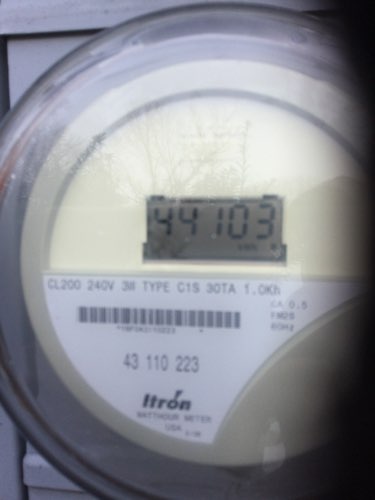 44103
CL200 240V 3W TYPE C1S 30TA 1.0Kh
CA 0.5
FM2S
60Hz
43 110 223
Itron
WATTHOUR METER
USA